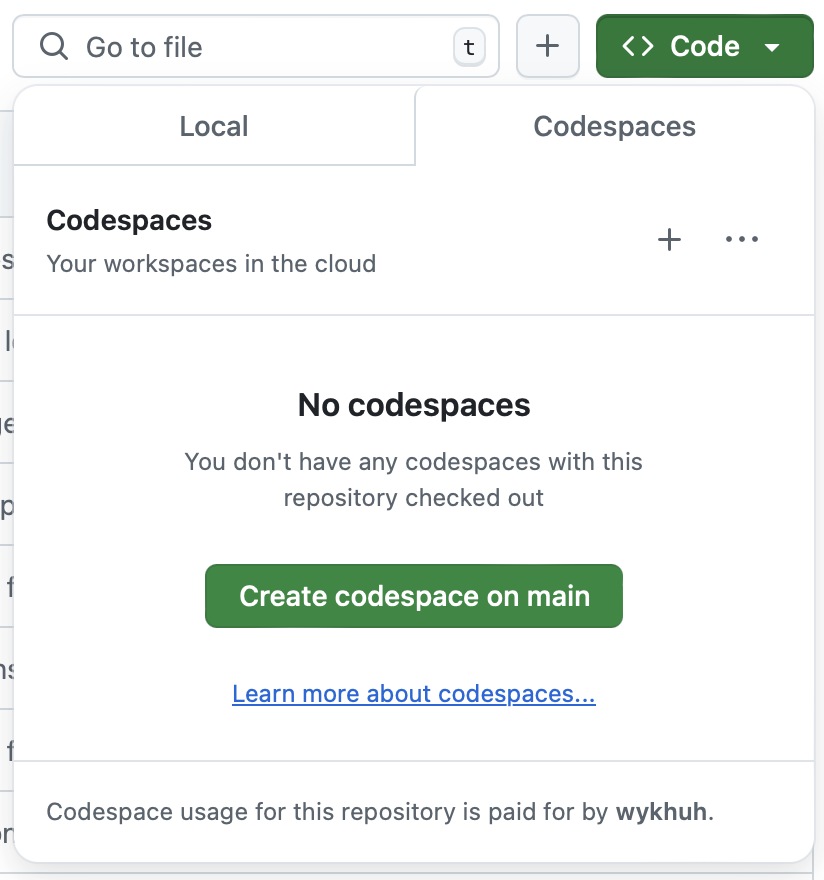 Go to file
t
Code
Local
Codespaces
Codespaces
Your workspaces in the cloud
No codespaces
You don't have any codespaces with this
repository checked out
Create codespace on main
Learn more about codespaces...
Codespace usage for this repository is paid for by wykhuh.